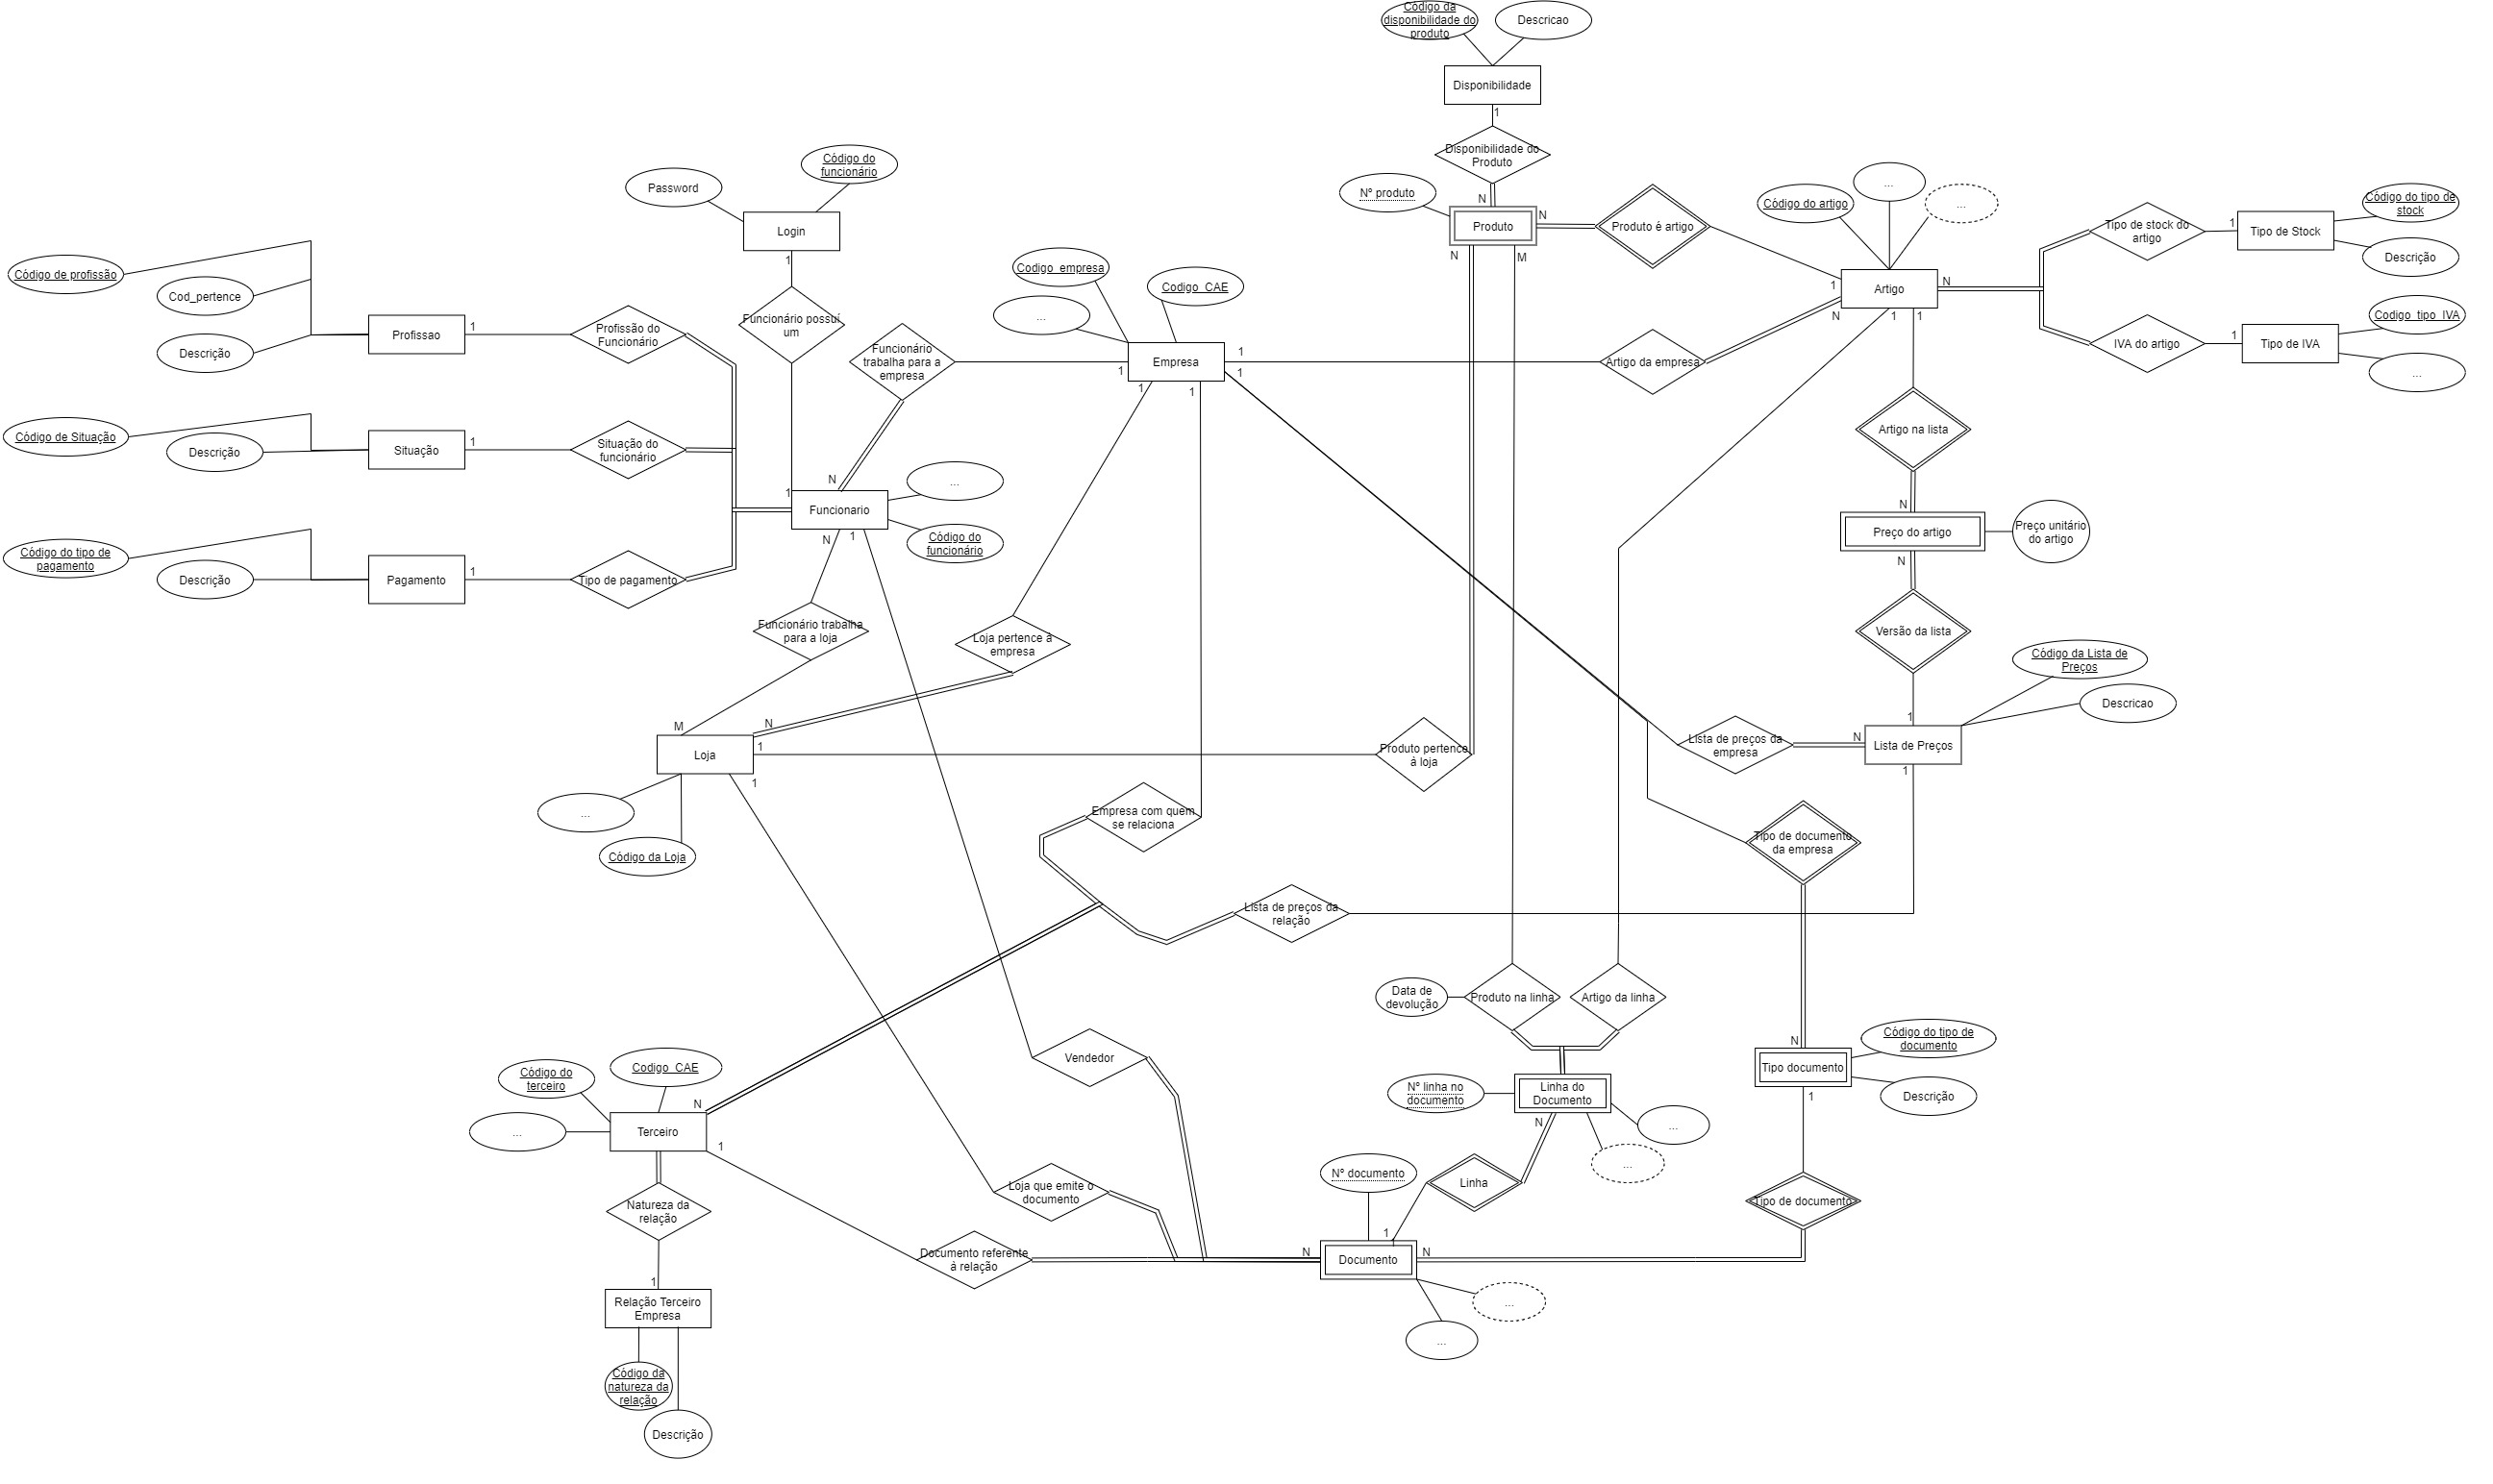 Código da
disponibilidade do
produto
Descricao
Disponibilidade
1
Disponibilidade do
Produto
N
Nº produto
Produto
N
N
M
Produto é artigo
Código do artigo
...
...
Artigo
1
N
N
1
1
Tipo de stock do
artigo
1
Tipo de Stock
Código do tipo de
stock
Descrição
IVA do artigo
1
Tipo de IVA
Codigo_tipo_IVA
...
Password
Código do
funcionário
Login
1
Funcionário possuí
um
1
Código de profissão
Cod_pertence
Descrição
Profissao
1
Profissão do
Funcionário
Código de Situação
Descrição
Situação
1
Situação do
funcionário
Código do tipo de
pagamento
Descrição
Pagamento
1
Tipo de pagamento
Funcionário
trabalha para a
empresa
N
Funcionario
...
Código do
funcionário
N
1
Codigo_empresa
Codigo_CAE
...
Empresa
1
1
1
1
1
Artigo da empresa
Artigo na lista
N
Preço do artigo
Preço unitário
do artigo
N
Versão da lista
Código da Lista de
Preços
Descricao
1
Lista de Preços
N
1
Lista de preços da
empresa
Funcionário trabalha
para a loja
Loja pertence à
empresa
M
N
Loja
1
1
...
Código da Loja
Produto pertence
à loja
Empresa com quem
se relaciona
Lista de preços da
relação
Tipo de documento
da empresa
Data de
devolução
Produto na linha
Artigo da linha
N
Tipo documento
Código do tipo de
documento
Descrição
1
Vendedor
Nº linha no
documento
Linha do
Documento
...
...
N
Código do
terceiro
Codigo_CAE
...
N
Terceiro
1
Natureza da
relação
1
Relação Terceiro
Empresa
Código da
natureza da
relação
Descrição
Loja que emite o
documento
Documento referente
à relação
Nº documento
Linha
1
N
Documento
N
...
...
Tipo de documento